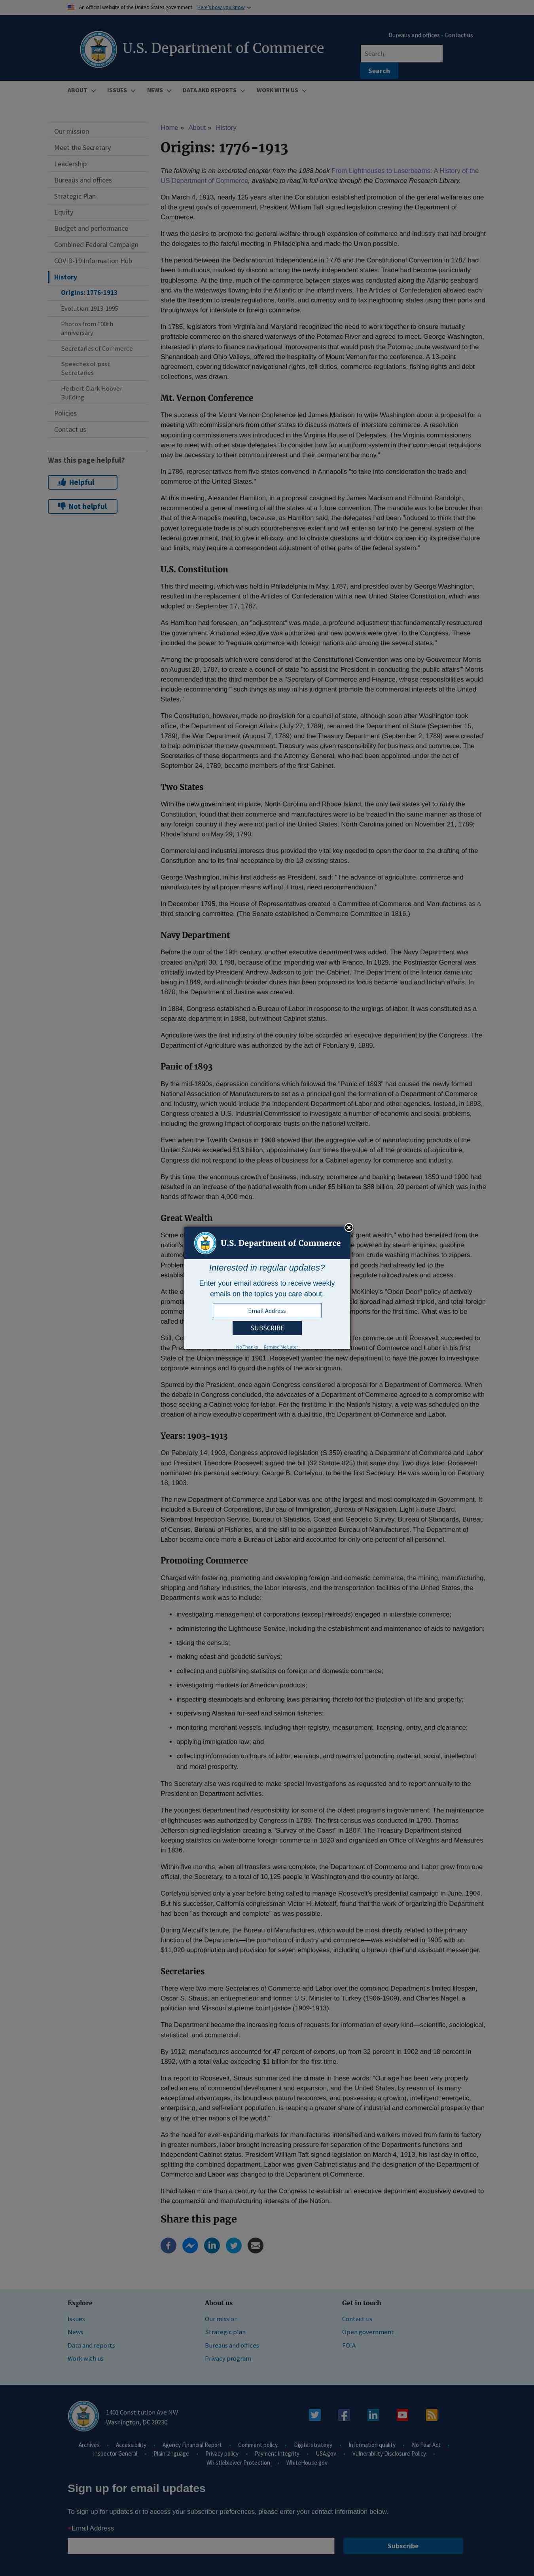 An official website of the United States government Here's how you know
U.S. Department of Commerce
Bureaus and offices - Contact us
Search
Search
ABOUT ISSUES NEWS DATA AND REPORTS WORK WITH US
Our mission
Meet the Secretary
Leadership
Bureaus and offices
Strategic Plan
Equity
Budget and performance
Combined Federal Campaign
COVID-19 Information Hub
History
Origins: 1776-1913
Evolution: 1913-1995
Photos from 100th
anniversary
Secretaries of Commerce
Speeches of past
Secretaries
Herbert Clark Hoover
Building
Policies
Contact us
Was this page helpful?
Helpful
Not helpful
Home » About » History
Origins: 1776-1913
The following is an excerpted chapter from the 1988 book From Lighthouses to Laserbeams: A History of the
US Department of Commerce, available to read in full online through the Commerce Research Library.
On March 4, 1913, nearly 125 years after the Constitution established promotion of the general welfare as one
of the great goals of government, President William Taft signed legislation creating the Department of
Commerce.
It was the desire to promote the general welfare through expansion of commerce and industry that had brought
the delegates to the fateful meeting in Philadelphia and made the Union possible.
The period between the Declaration of Independence in 1776 and the Constitutional Convention in 1787 had
been tumultuous, marked by discord and discontent among the newly independent states. Trade had become
particularly troublesome. At the time, much of the commerce between states was conducted among the coastal cities
and via the waterways that linked the Atlantic to the inland rivers. The Articles of Confederation allowed each
state to regulate the fees, regulations, tariffs, and currency affecting commerce among neighboring states and their
storage for interstate or foreign commerce.
In 1785, legislators from Virginia and Maryland recognized the need to work together to ensure mutually
profitable commerce on the shared waterways of the Potomac River and agreed to meet. George Washington,
interested in plans to finance navigational improvements that would push the Potomac route westward to the
Shenandoah and Ohio Valleys, offered the hospitality of Mount Vernon for the conference. A 13-point
agreement, covering tidewater navigational rights, toll duties, commerce regulations, fishing rights and debt
collections, was drawn.
Mt. Vernon Conference
The success of the Mount Vernon Conference led James Madison to write Washington about a proposal for a
meeting with commissioners from other states to discuss matters of interstate commerce. A resolution
appointing commissioners was introduced in the Virginia House of Delegates. The Virginia commissioners
were to meet with other state delegates "to consider how far a uniform system in their commercial regulations
may be necessary to their common interest and their permanent harmony."
In 1786, representatives from five states convened in Annapolis "to take into consideration the trade and
commerce of the United States."
At this meeting, Alexander Hamilton, in a proposal cosigned by James Madison and Edmund Randolph,
recommended a general meeting of all the states at a future convention. The mandate was to be broader than that
of the Annapolis meeting, because, as Hamilton said, the delegates had been "induced to think that the
power to regulate trade is of such comprehensive extent and will enter so far into the general system of the
federal government, that to give it efficacy and to obviate questions and doubts concerning its precise nature
and limits may require a correspondent adjustment in other parts of the federal system."
U.S. Constitution
This third meeting, which was held in Philadelphia in May, 1787, and presided over by George Washington,
resulted in the replacement of the Articles of Confederation with a new United States Constitution, which was
adopted on September 17, 1787.
As Hamilton had foreseen, an "adjustment" was made, a profound adjustment that fundamentally restructured
the government. A national executive was authorized and new powers were given to the Congress. These
included the power to "regulate commerce with foreign nations and among the several states."
Among the proposals which were considered at the Constitutional Convention was one by Gouverneur Morris
on August 20, 1787, to create a council of state "to assist the President in conducting the public affairs" Morris
recommended that the third member be a "Secretary of Commerce and Finance, whose responsibility would include
recommending " such things as may in his judgment promote the commercial interests of the United
States."
The Constitution, however, made no provision for a council of state, although soon after Washington took
office, the Department of Foreign Affairs (July 27, 1789), renamed the Department of State (September 15,
1789), the War Department (August 7, 1789) and the Treasury Department (September 2, 1789) were created
to help administer the new government. Treasury was given responsibility for business and commerce. The
Secretaries of these departments and the Attorney General, who had been appointed under the act of
September 24, 1789, became members of the first Cabinet.
Two States
With the new government in place, North Carolina and Rhode Island, the only two states yet to ratify the
Constitution, found that their commerce and manufactures were to be treated in the same manner as those of
any foreign country if they were not part of the United States. North Carolina joined on November 21, 1789;
Rhode Island on May 29, 1790.
Commercial and industrial interests thus provided the vital key needed to open the door to the drafting of the
Constitution and to its final acceptance by the 13 existing states.
George Washington, in his first address as President, said: "The advance of agriculture, commerce and
manufactures by all proper means will not, I trust, need recommendation."
In December 1795, the House of Representatives created a Committee of Commerce and Manufactures as a
third standing committee. (The Senate established a Commerce Committee in 1816.)
Navy Department
Before the turn of the 19th century, another executive department was added. The Navy Department was
created on April 30, 1798, because of the impending war with France. In 1829, the Postmaster General was
officially invited by President Andrew Jackson to join the Cabinet. The Department of the Interior came into
being in 1849, and although broader duties had been proposed its focus became land and Indian affairs. In
1870, the Department of Justice was created.
In 1884, Congress established a Bureau of Labor in response to the urgings of labor. It was constituted as a
separate department in 1888, but without Cabinet status.
Agriculture was the first industry of the country to be accorded an executive department by the Congress. The
Department of Agriculture was authorized by the act of February 9, 1889.
Panic of 1893
By the mid-1890s, depression conditions which followed the "Panic of 1893" had caused the newly formed
National Association of Manufacturers to set as a principal goal the formation of a Department of Commerce
and Industry, which would include the independent Department of Labor and other agencies. Instead, in 1898,
Congress created a U.S. Industrial Commission to investigate a number of economic and social problems,
including the growing impact of corporate trusts on the national welfare.
Even when the Twelfth Census in 1900 showed that the aggregate value of manufacturing products of the
United States exceeded $13 billion, approximately four times the value of all the products of agriculture,
Congress did not respond to the pleas of business for a Cabinet agency for commerce and industry.
By this time, the enormous growth of business, industry, commerce and banking between 1850 and 1900 had
resulted in an increase of the national wealth from under $5 billion to $88 billion, 20 percent of which was in the
hands of fewer than 4,000 men.
Great Wealth
U.S. Department of Commerce
Interested in regular updates?
Enter your email address to receive weekly
emails on the topics you care about.
Email Address
SUBSCRIBE
No Thanks Remind Me Later
State of the Union message in 1901. Roosevelt called for the creation of a department to create
corporate trusts and to guard the rights of the workingman.
Spurred by the President, once again Congress considered the creation of a Department of Commerce. When
the debate in Congress concluded, the advocates of a Department of Commerce agreed to a compromise with
those seeking a Cabinet voice for labor. For the first time in the Nation's history, a vote was scheduled on the
creation of a new executive department with a dual title, the Department of Commerce and Labor.
Years: 1903-1913
On February 14, 1903, Congress approved legislation (S.359) creating a Department of Commerce and Labor
and President Theodore Roosevelt signed the bill (32 Statute 825) that same day. Two days later, Roosevelt
nominated his personal secretary, George B. Cortelyou, to be the first Secretary. He was sworn in on February
18, 1903.
The new Department of Commerce and Labor was one of the largest and most complicated in Government. It
included a Bureau of Corporations, Bureau of Immigration, Bureau of Navigation, Light House Board,
Steamboat Inspection Service, Bureau of Statistics, Coast and Geodetic Survey, Bureau of Standards, Bureau
of Census, Bureau of Fisheries, and the still to be organized Bureau of Manufactures. The Department of
Labor became once more a Bureau of Labor and accounted for only one percent of all personnel.
Promoting Commerce
Charged with fostering, promoting and developing foreign and domestic commerce, the mining, manufacturing,
shipping and fishery industries, the labor interests, and the transportation facilities of the United States, the
Department's work was to include:
investigating management of corporations (except railroads) engaged in interstate commerce;
administering the Lighthouse Service, including the establishment and maintenance of aids to navigation;
taking the census;
making coast and geodetic surveys;
collecting and publishing statistics on foreign and domestic commerce;
investigating markets for American products;
inspecting steamboats and enforcing laws pertaining thereto for the protection of life and property;
supervising Alaskan fur-seal and salmon fisheries;
monitoring merchant vessels, including their registry, measurement, licensing, entry, and clearance;
applying immigration law; and
collecting information on hours of labor, earnings, and means of promoting material, social, intellectual
and moral prosperity.
The Secretary also was required to make special investigations as requested and to report annually to the
President on Department activities.
The youngest department had responsibility for some of the oldest programs in government: The maintenance
of lighthouses was authorized by Congress in 1789. The first census was conducted in 1790. Thomas
Jefferson signed legislation creating a "Survey of the Coast" in 1807. The Treasury Department started
compiling statistics on waterborne foreign commerce in 1820 and organized an Office of Weights and Measures
in 1836.
Within five months, when all transfers were complete, the Department of Commerce and Labor grew from one
official, the Secretary, to a total of 10,125 people in Washington and the country at large.
Cortelyou served only a year before being called to manage Roosevelt's presidential campaign in June, 1904.
But his successor, California congressman Victor H. Metcalf, found that the work of organizing the Department
had been "as thorough and complete" as was possible.
During Metcalf's tenure, the Bureau of Manufactures, which would be most directly related to the primary
function of the Department—the promotion of industry and commerce—was established in 1905 with an
$11,020 appropriation and provision for seven employees, including a bureau chief and assistant messenger.
Secretaries
There were two more Secretaries of Commerce and Labor over the combined Department's limited lifespan,
Oscar S. Straus, an entrepreneur and former U.S. Minister to Turkey (1906-1909), and Charles Nagel, a
politician and Missouri supreme court justice (1909-1913).
The Department became the increasing focus of requests for information of every kind—scientific, sociological,
statistical, and commercial.
By 1912, manufactures accounted for 47 percent of exports, up from 32 percent in 1902 and 18 percent in
1892, with a total value exceeding $1 billion for the first time.
In a report to Roosevelt, Straus summarized the climate in these words: "Our age has been very properly
called an era of commercial development and expansion, and the United States, by reason of its many
exceptional advantages, its boundless natural resources, and possessing a growing, intelligent, energetic,
enterprising, and self-reliant population, is reaping a greater share of industrial and commercial prosperity than
any of the other nations of the world."
As the need for ever-expanding markets for manufactures intensified and workers moved from farm to factory
in greater numbers, labor brought increasing pressure for separation of the Department's functions and
independent Cabinet status. President William Taft signed legislation on March 4, 1913, his last day in office,
splitting the combined department. Labor was given Cabinet status and the designation of the Department of
Commerce and Labor was changed to the Department of Commerce.
It had taken more than a century for the Congress to establish an executive department exclusively devoted to
the commercial and manufacturing interests of the Nation.
Share this page
Explore About us Get in touch
Issues Our mission Contact us
News Strategic plan Open government
Data and reports Bureaus and offices FOIA
Work with us Privacy program
1401 Constitution Ave NW
Washington, DC 20230
Archives Accessibility Agency Financial Report Comment policy Digital strategy Information quality No Fear Act
Inspector General Plain language Privacy policy Payment Integrity USA.gov Vulnerability Disclosure Policy
Whistleblower Protection WhiteHouse.gov
Sign up for email updates
To sign up for updates or to access your subscriber preferences, please enter your contact information below.
*Email Address
Subscribe